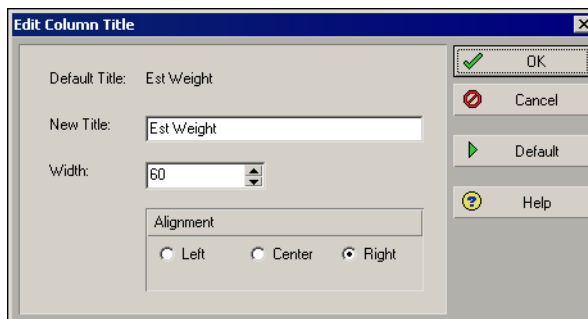 Edit Column Title
Default Title: Est Weight
OK
New Title: Est Weight
Cancel
Width: 60
Default
Alignment
Help
Left Center Right